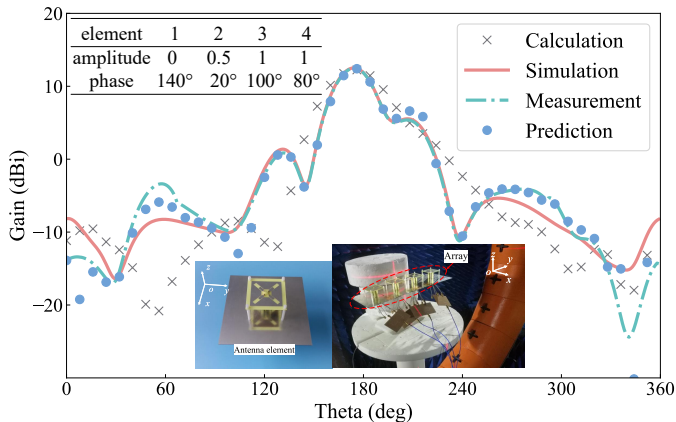 element 1 2 3 4
amplitude 0 0.5 1 1
phase 140° 20° 100° 80°
Calculation
Simulation
Measurement
Prediction
40
30
20
10
0
−10
−20
Gain (dBi)
z
y
x
Antenna element
Array
z
y
o
x
0 60 120 180 240 300 360
Theta (deg)